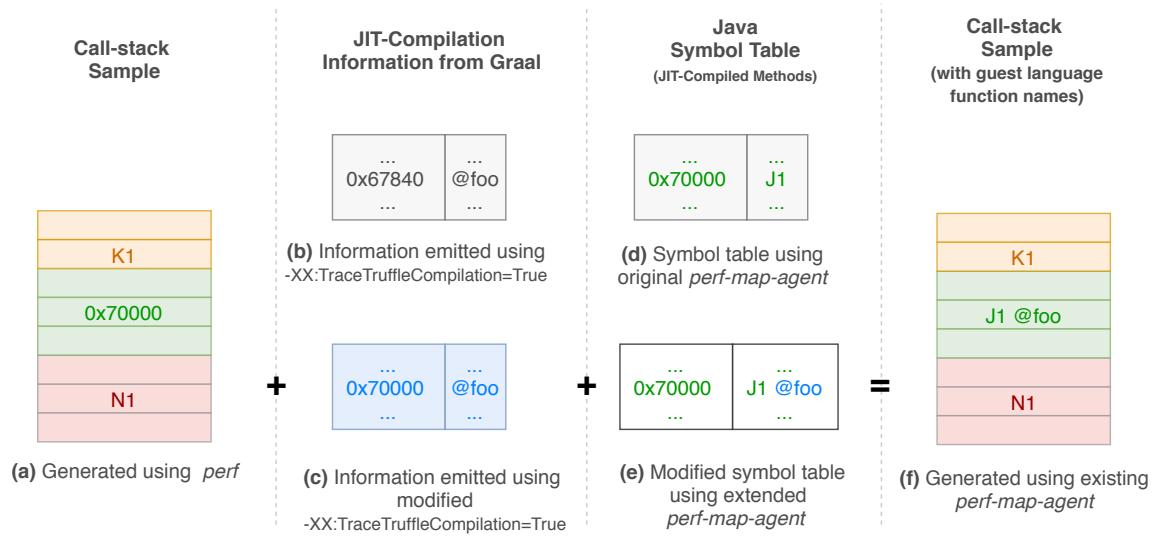 Call-stack
Sample
K1
0x70000
N1
(a) Generated using perf
+
JIT-Compilation
Information from Graal
... ...
0x67840 @foo
... ...
(b) Information emitted using
-XX:TraceTruffleCompilation=True
... ...
0x70000 @foo
... ...
(c) Information emitted using
modified
-XX:TraceTruffleCompilation=True
+
Java
Symbol Table
(JIT-Compiled Methods)
... ...
0x70000 J1
... ...
(d) Symbol table using
original perf-map-agent
... ...
0x70000 J1 @foo
... ...
(e) Modified symbol table
using extended
perf-map-agent
=
Call-stack
Sample
(with guest language
function names)
K1
J1 @foo
N1
(f) Generated using existing
perf-map-agent